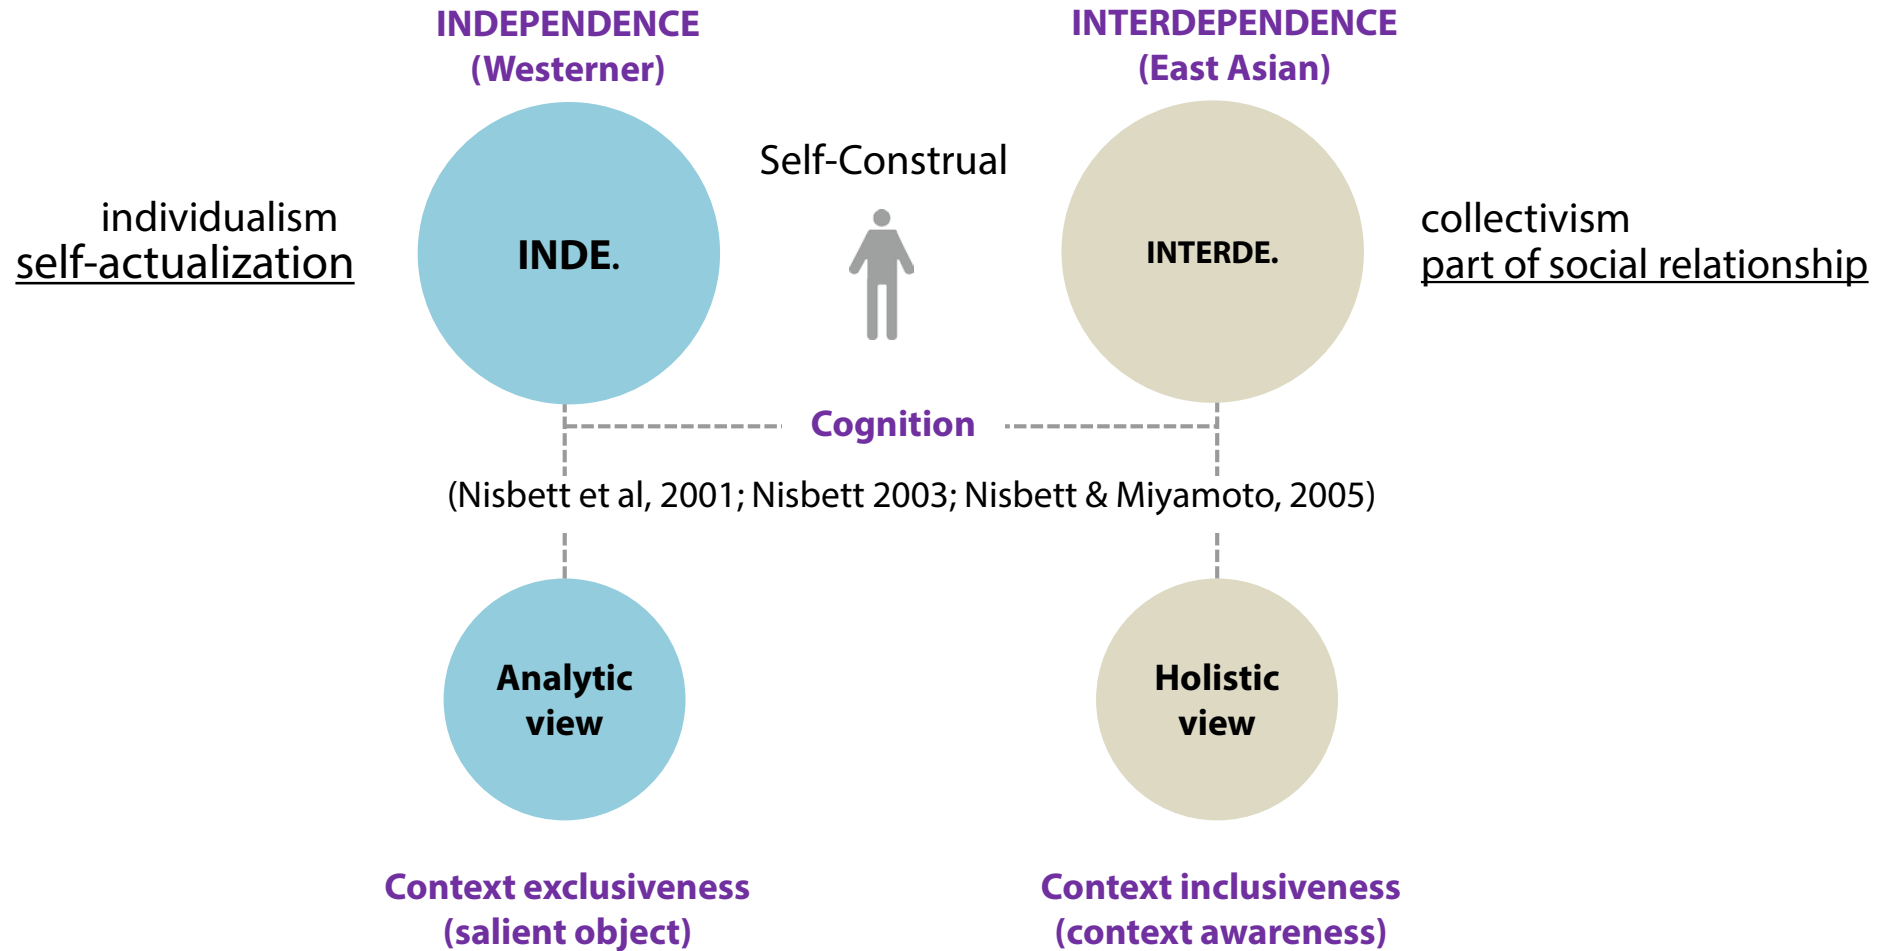 INDEPENDENCE
(Westerner)
INTERDEPENDENCE
(East Asian)
Self-Construal
individualism
self-actualization
INDE.
INTERDE.
collectivism
part of social relationship
Cognition
(Nisbett et al, 2001; Nisbett 2003; Nisbett & Miyamoto, 2005)
Analytic
view
Holistic
view
Context exclusiveness
(salient object)
Context inclusiveness
(context awareness)